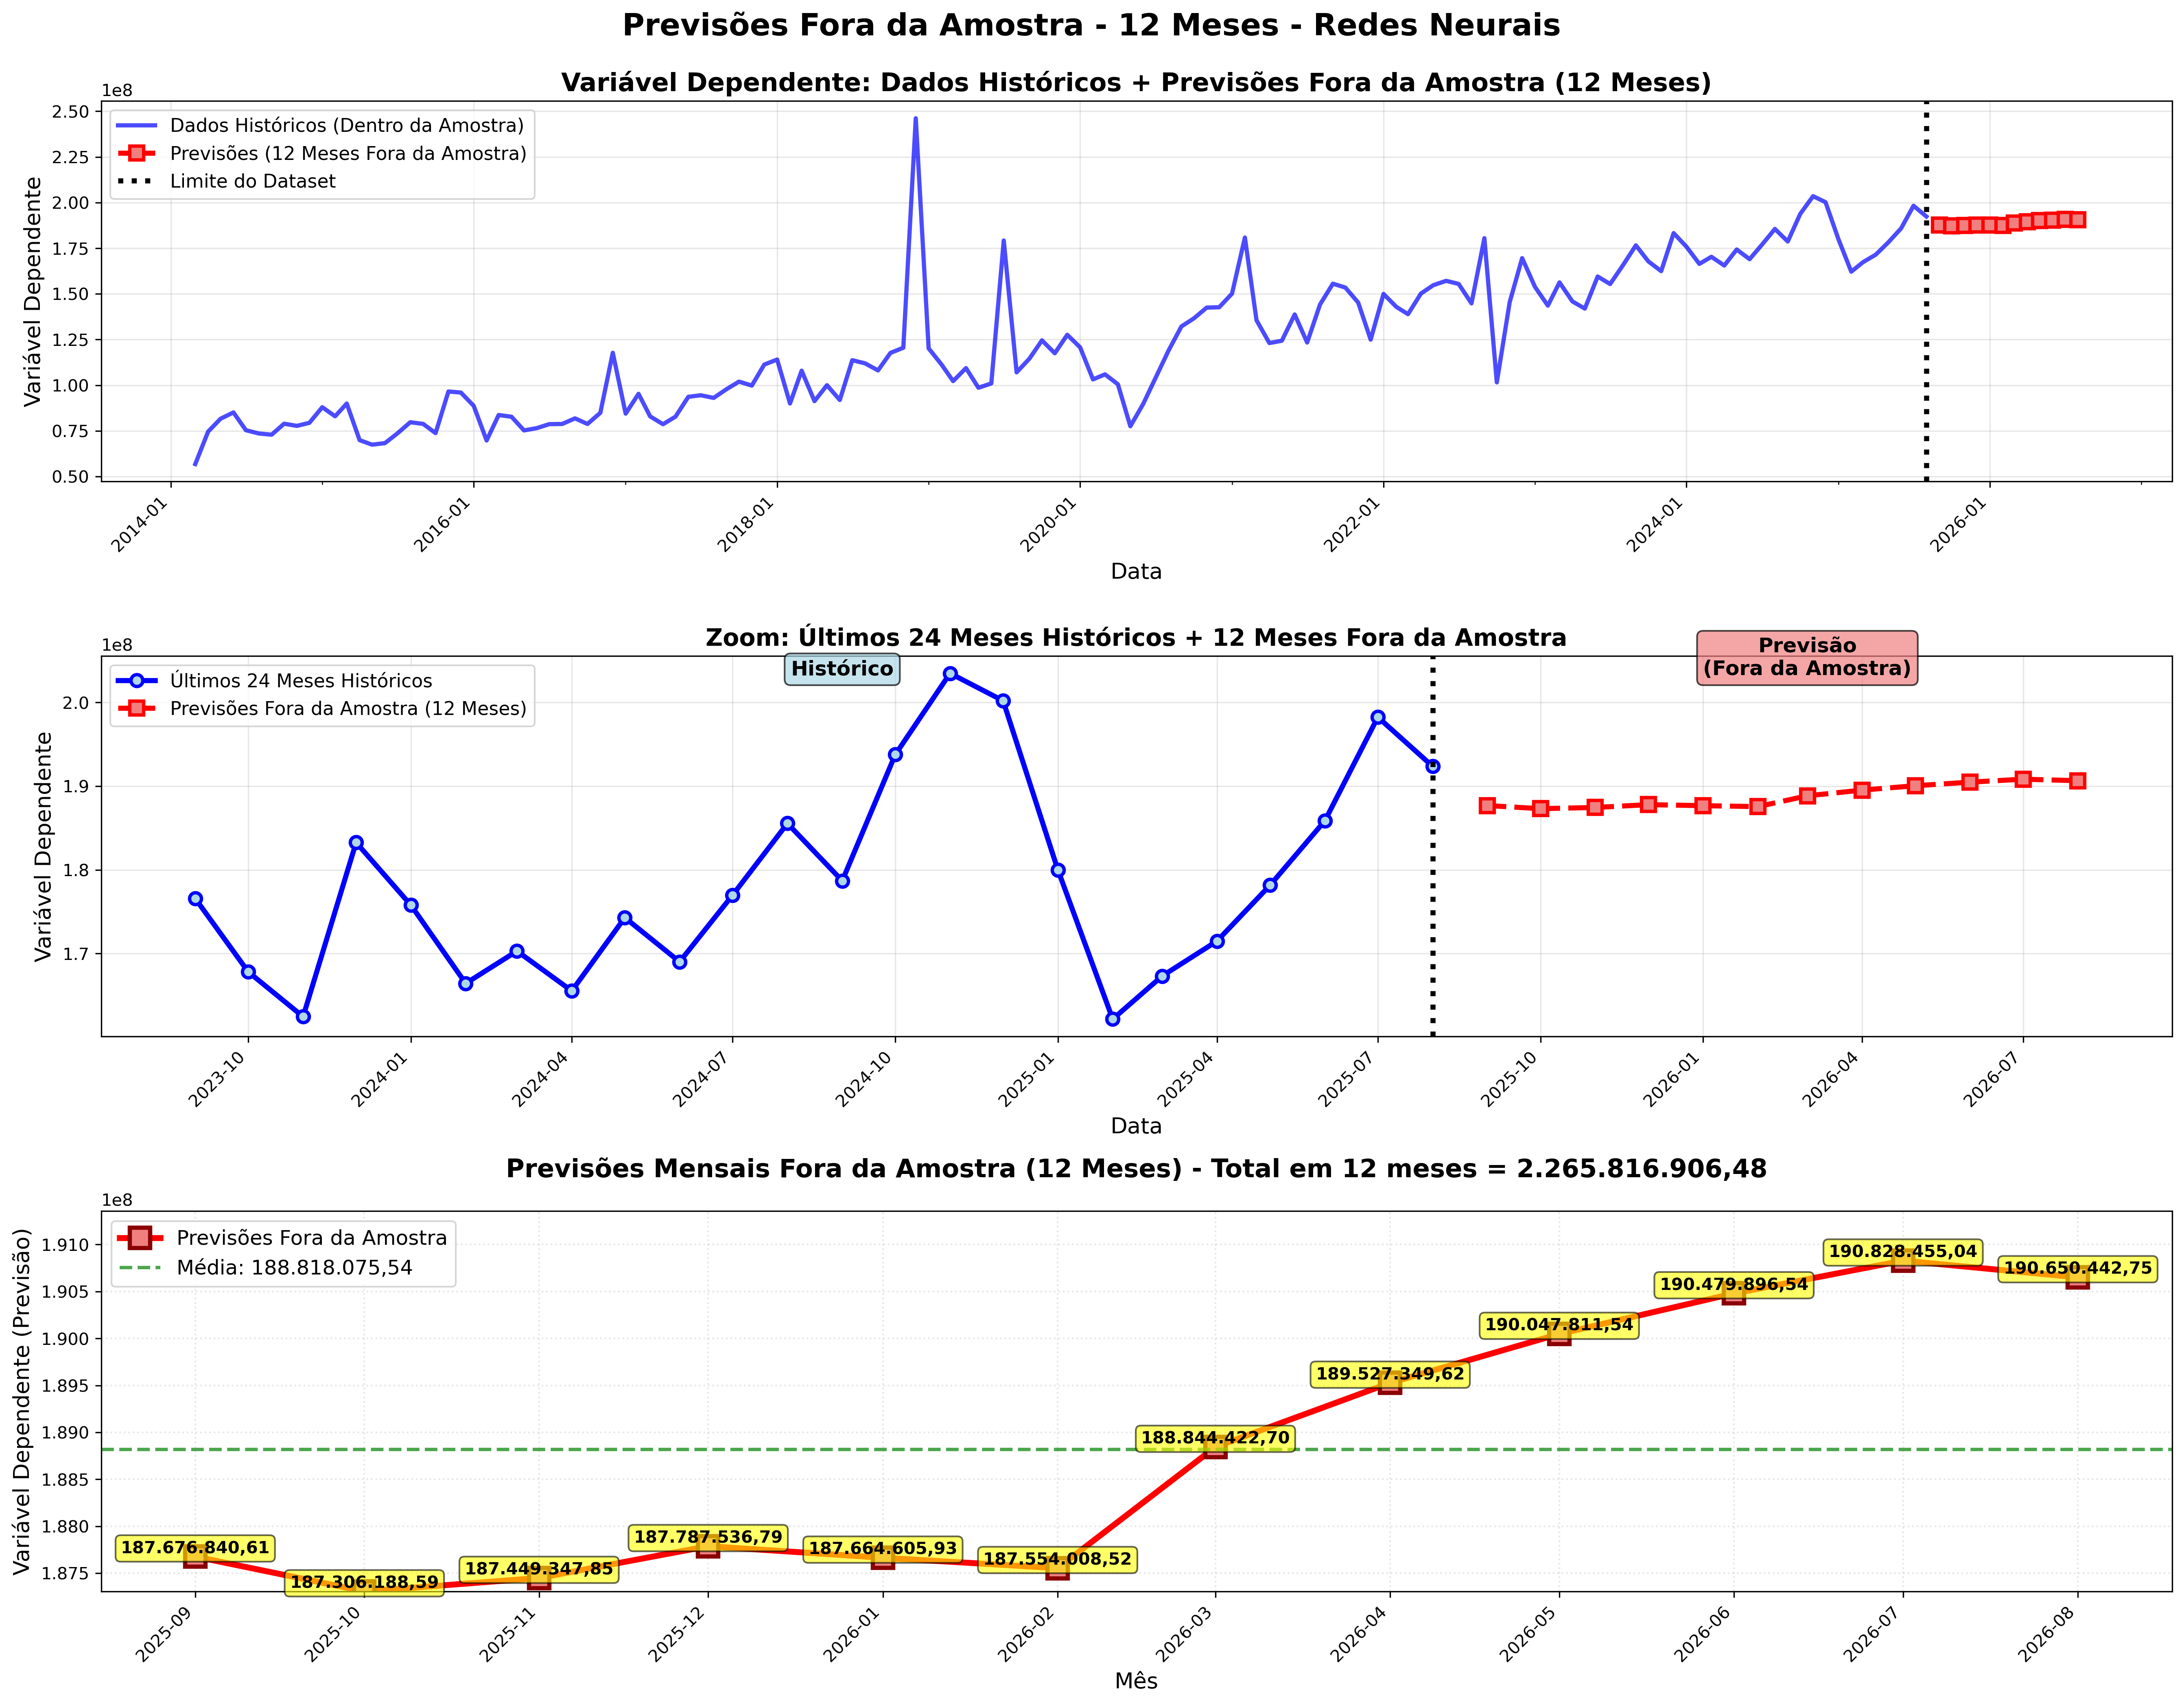 Previsões Fora da Amostra - 12 Meses - Redes Neurais
Variável Dependente: Dados Históricos + Previsões Fora da Amostra (12 Meses)
1e8
Dados Históricos (Dentro da Amostra)
Previsões (12 Meses Fora da Amostra)
Limite do Dataset
Variável Dependente
2.50
2.25
2.00
1.75
1.50
1.25
1.00
0.75
0.50
2014-01
2016-01
2018-01
2020-01
2022-01
2024-01
2026-01
Data
Zoom: Últimos 24 Meses Históricos + 12 Meses Fora da Amostra
1e8
Últimos 24 Meses Históricos
Previsões Fora da Amostra (12 Meses)
Histórico
Previsão
(Fora da Amostra)
Variável Dependente
2.0
1.9
1.8
1.7
2023-10
2024-01
2024-04
2024-07
2024-10
2025-01
2025-04
2025-07
2025-10
2026-01
2026-04
2026-07
Data
Previsões Mensais Fora da Amostra (12 Meses) - Total em 12 meses = 2.265.816.906,48
1e8
Previsões Fora da Amostra
Média: 188.818.075,54
Variável Dependente (Previsão)
1.910
1.905
1.900
1.895
1.890
1.885
1.880
1.875
187.676.840,61
187.306.188,59
187.449.347,85
187.787.536,79
187.664.605,93
187.554.008,52
188.844.422,70
189.527.349,62
190.047.811,54
190.479.896,54
190.828.455,04
190.650.442,75
2025-09
2025-10
2025-11
2025-12
2026-01
2026-02
2026-03
2026-04
2026-05
2026-06
2026-07
2026-08
Mês